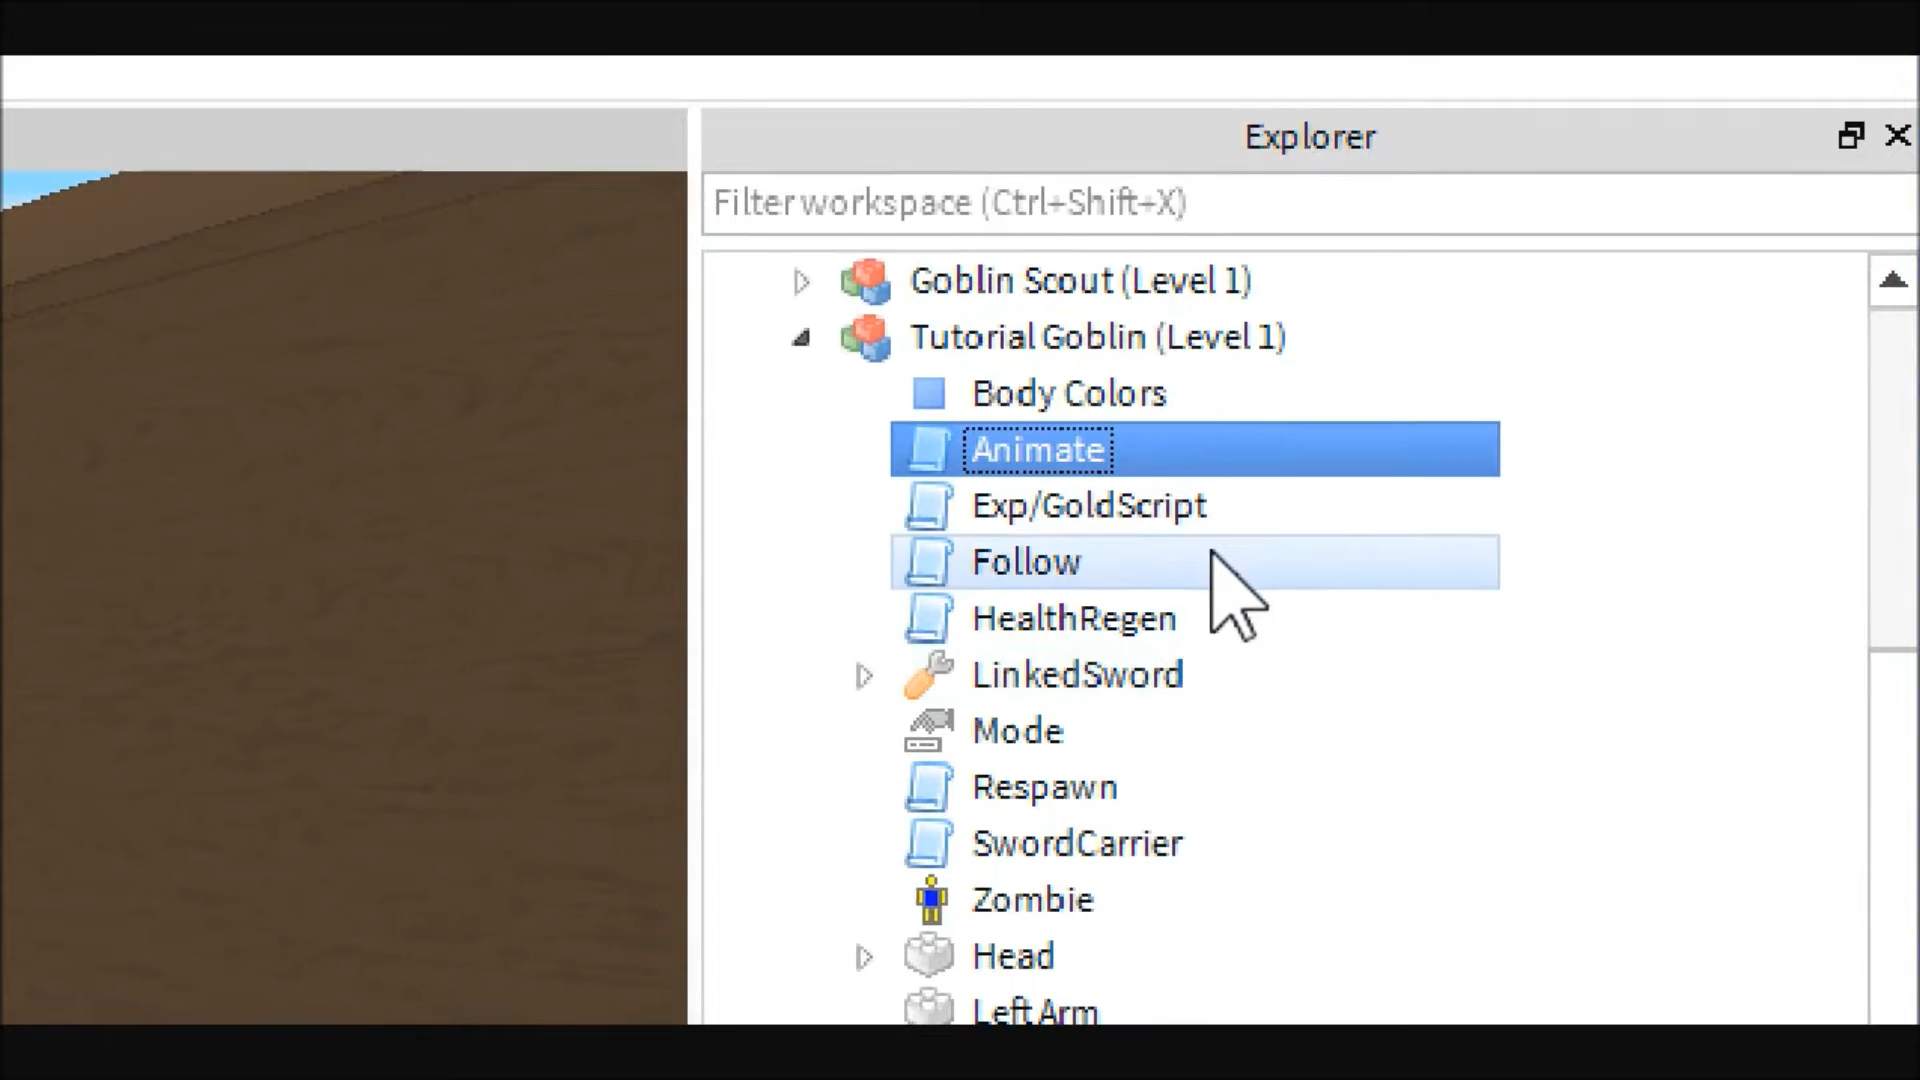 Explorer
Filter workspace (Ctrl+Shift+X)
Goblin Scout (Level 1)
Tutorial Goblin (Level 1)
Body Colors
Animate
Exp/GoldScript
Follow
HealthRegen
LinkedSword
Mode
Respawn
SwordCarrier
Zombie
Head
Left Arm